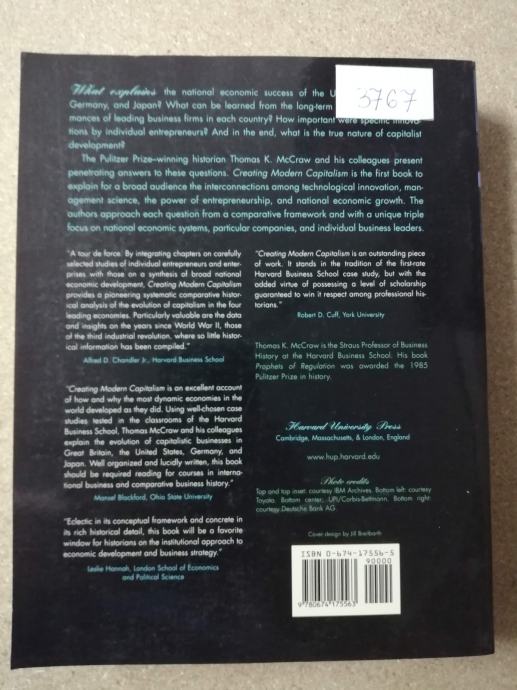 3767
What explains the national economic success of the U
Germany, and Japan? What can be learned from the long-term
mances of leading business firms in each country? How important were specific innova-
tions by individual entrepreneurs? And in the end, what is the true nature of capitalist
development?
The Pulitzer Prize–winning historian Thomas K. McCraw and his colleagues present
penetrating answers to these questions. Creating Modern Capitalism is the first book to
explain for a broad audience the interconnections among technological innovation, man-
agement science, the power of entrepreneurship, and national economic growth. The
authors approach each question from a comparative framework and with a unique triple
focus on national economic systems, particular companies, and individual business leaders.
"A tour de force. By integrating chapters on carefully
selected studies of individual entrepreneurs and enter-
prises with those on a synthesis of broad national
economic development, Creating Modern Capitalism
provides a pioneering systematic comparative histor-
ical analysis of the evolution of capitalism in the four
leading economies. Particularly valuable are the data
and insights on the years since World War II, those
of the third industrial revolution, where so little histor-
ical information has been compiled."
Alfred D. Chandler Jr., Harvard Business School
"Creating Modern Capitalism is an excellent account
of how and why the most dynamic economies in the
world developed as they did. Using well-chosen case
studies tested in the classrooms of the Harvard
Business School, Thomas McCraw and his colleagues
explain the evolution of capitalistic businesses in
Great Britain, the United States, Germany, and
Japan. Well organized and lucidly written, this book
should be required reading for courses in interna-
tional business and comparative business history."
Mansel Blackford, Ohio State University
"Eclectic in its conceptual framework and concrete in
its rich historical detail, this book will be a favorite
window for historians on the institutional approach to
economic development and business strategy."
Leslie Hannah, London School of Economics
and Political Science
"Creating Modern Capitalism is an outstanding piece
of work. It stands in the tradition of the first-rate
Harvard Business School case study, but with the
added virtue of possessing a level of scholarship
guaranteed to win it respect among professional his-
torians."
Robert D. Cuff, York University
Thomas K. McCraw is the Straus Professor of Business
History at the Harvard Business School. His book
Prophets of Regulation was awarded the 1985
Pulitzer Prize in history.
Harvard University Press
Cambridge, Massachusetts, & London, England
www.hup.harvard.edu
Photo credits
Top and top inset: courtesy IBM Archives. Bottom left: courtesy
Toyota. Bottom center: UPI/Corbis-Bettmann. Bottom right:
courtesy Deutsche Bank AG
Cover design by Jill Breitbarth
ISBN 0-674-17556-5
90000
9 780674 175563